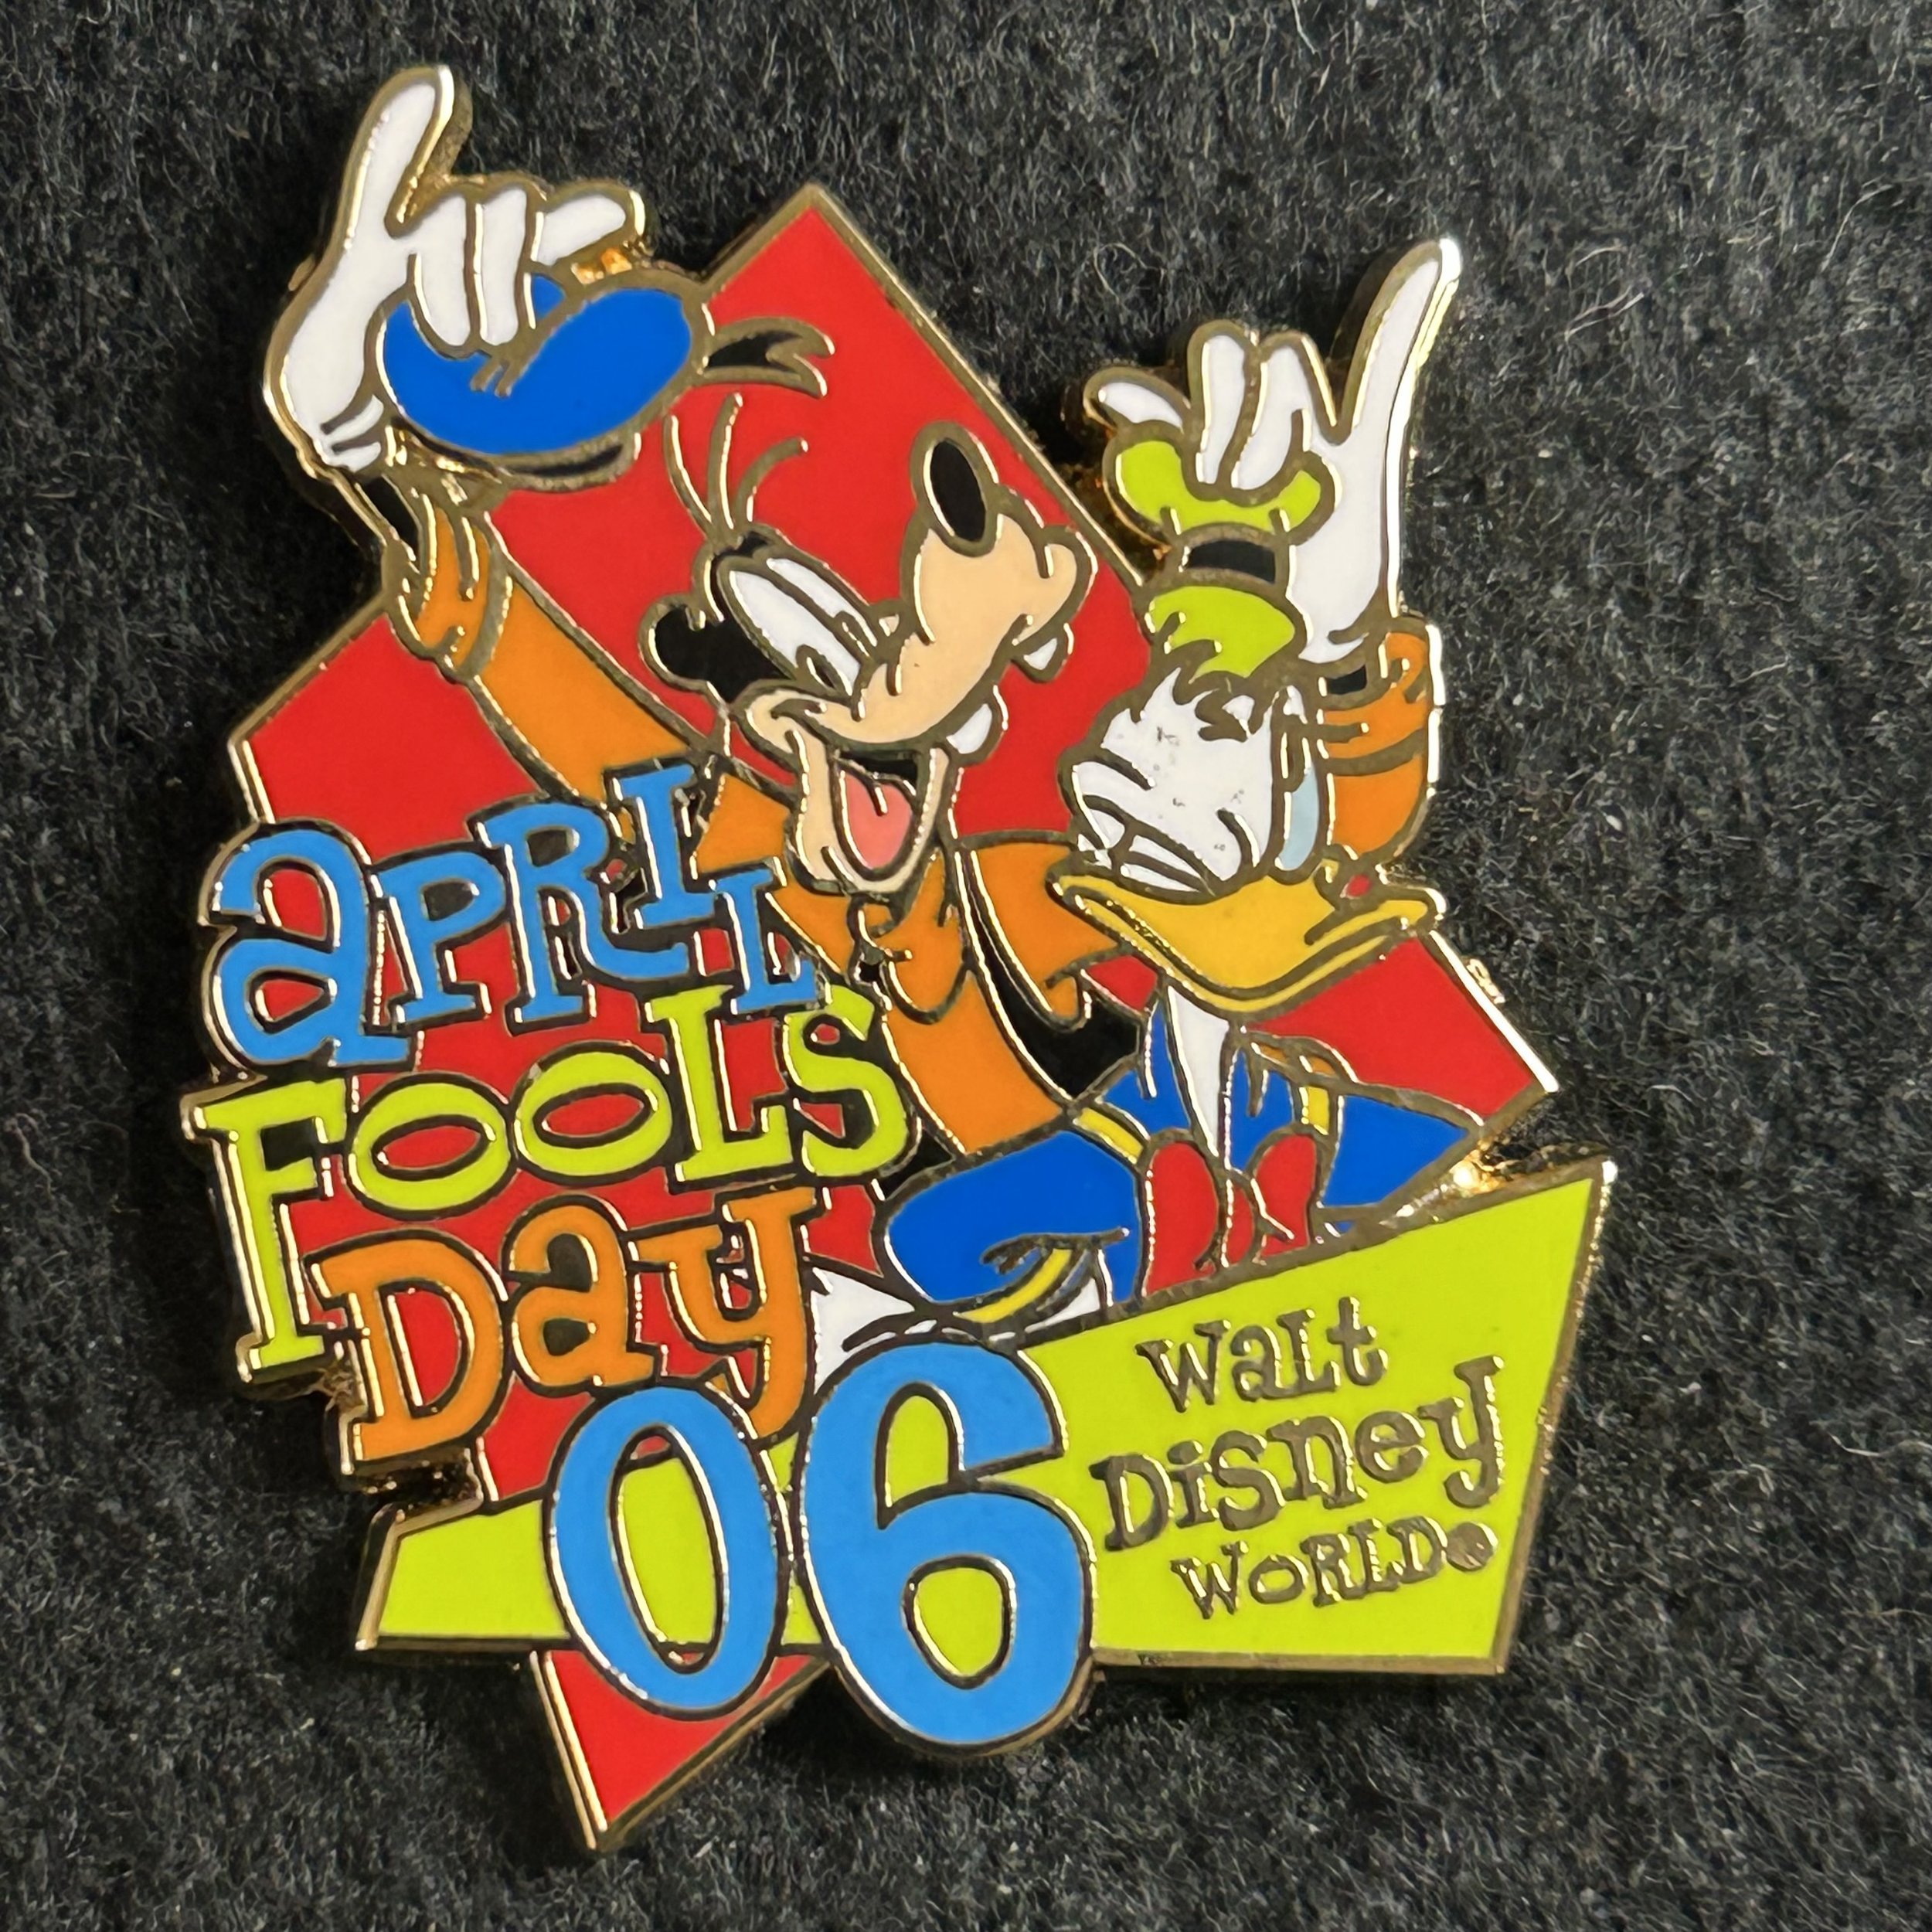 aPRIL
FOOLS
Day
06
WaLt
DiSney
WORLD